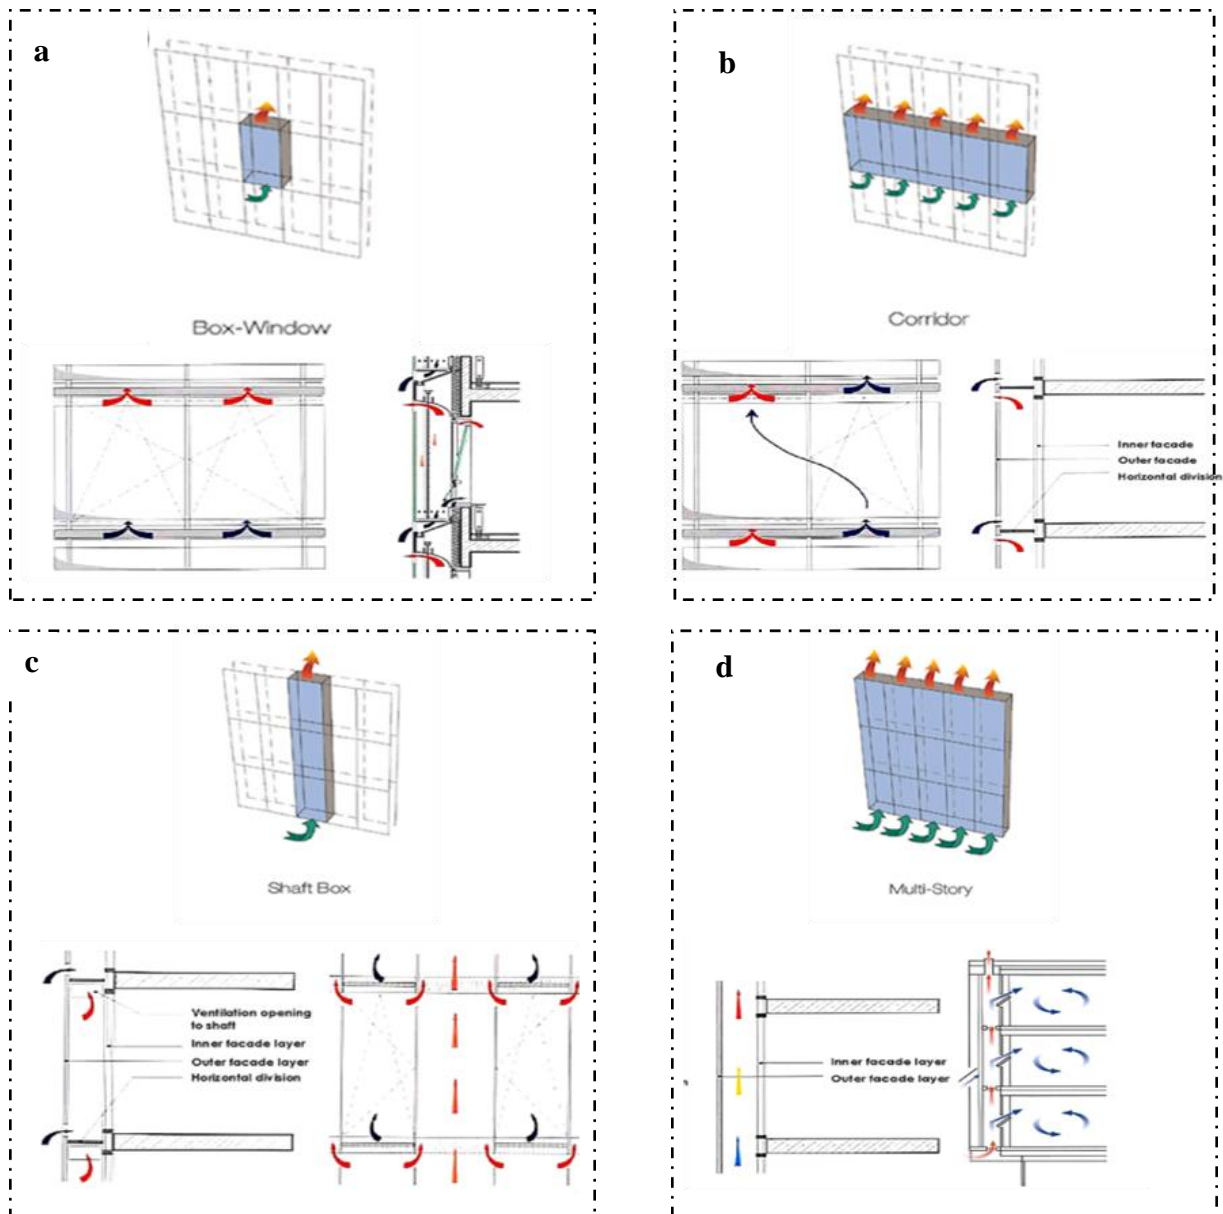 a
Box-Window
b
Corridor
Inner facade
Outer facade
Horizontal division
c
Shaft Box
Ventilation opening
to shaft
Inner facade layer
Outer facade layer
Horizontal division
d
Multi-Story
Inner facade layer
Outer facade layer